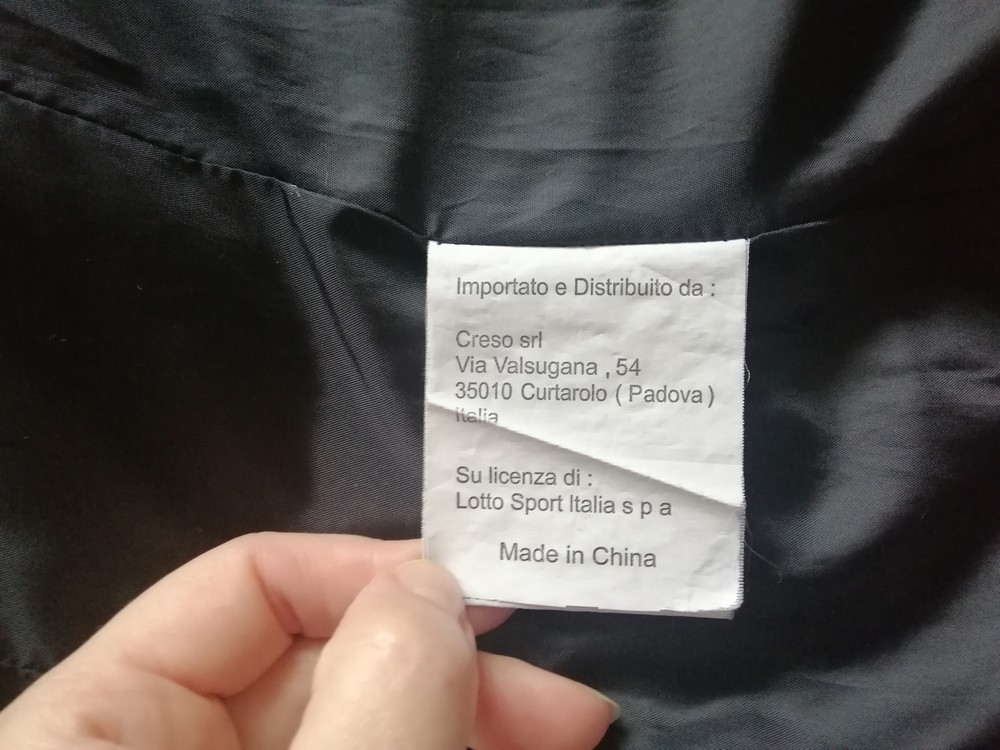 Importato e Distribuito da :
Creso srl
Via Valsugana , 54
35010 Curtarolo ( Padova )
Italia
Su licenza di :
Lotto Sport Italia s p a
Made in China